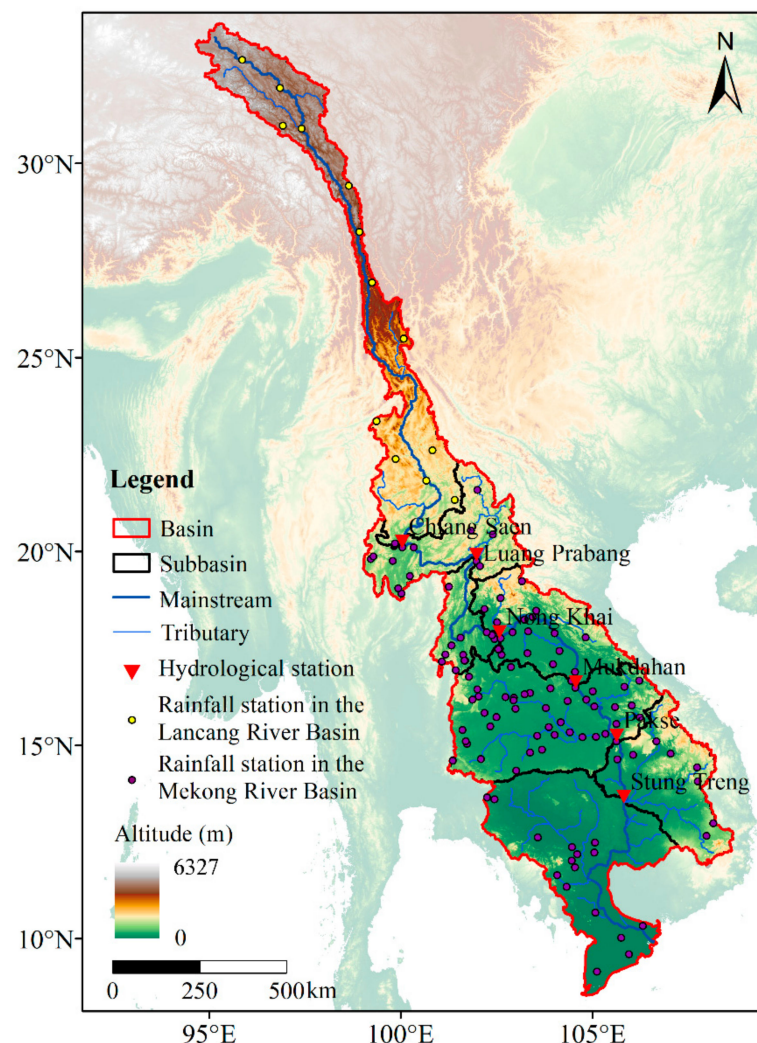 N
30°N
25°N
20°N
15°N
10°N
95°E
100°E
105°E
Chiang Saen
Luang Prabang
Nong Khai
Mukdahan
Pakse
Stung Treng
Legend
Basin
Subbasin
Mainstream
Tributary
Hydrological station
Rainfall station in the
Lancang River Basin
Rainfall station in the
Mekong River Basin
Altitude (m)
6327
0
0 250 500 km